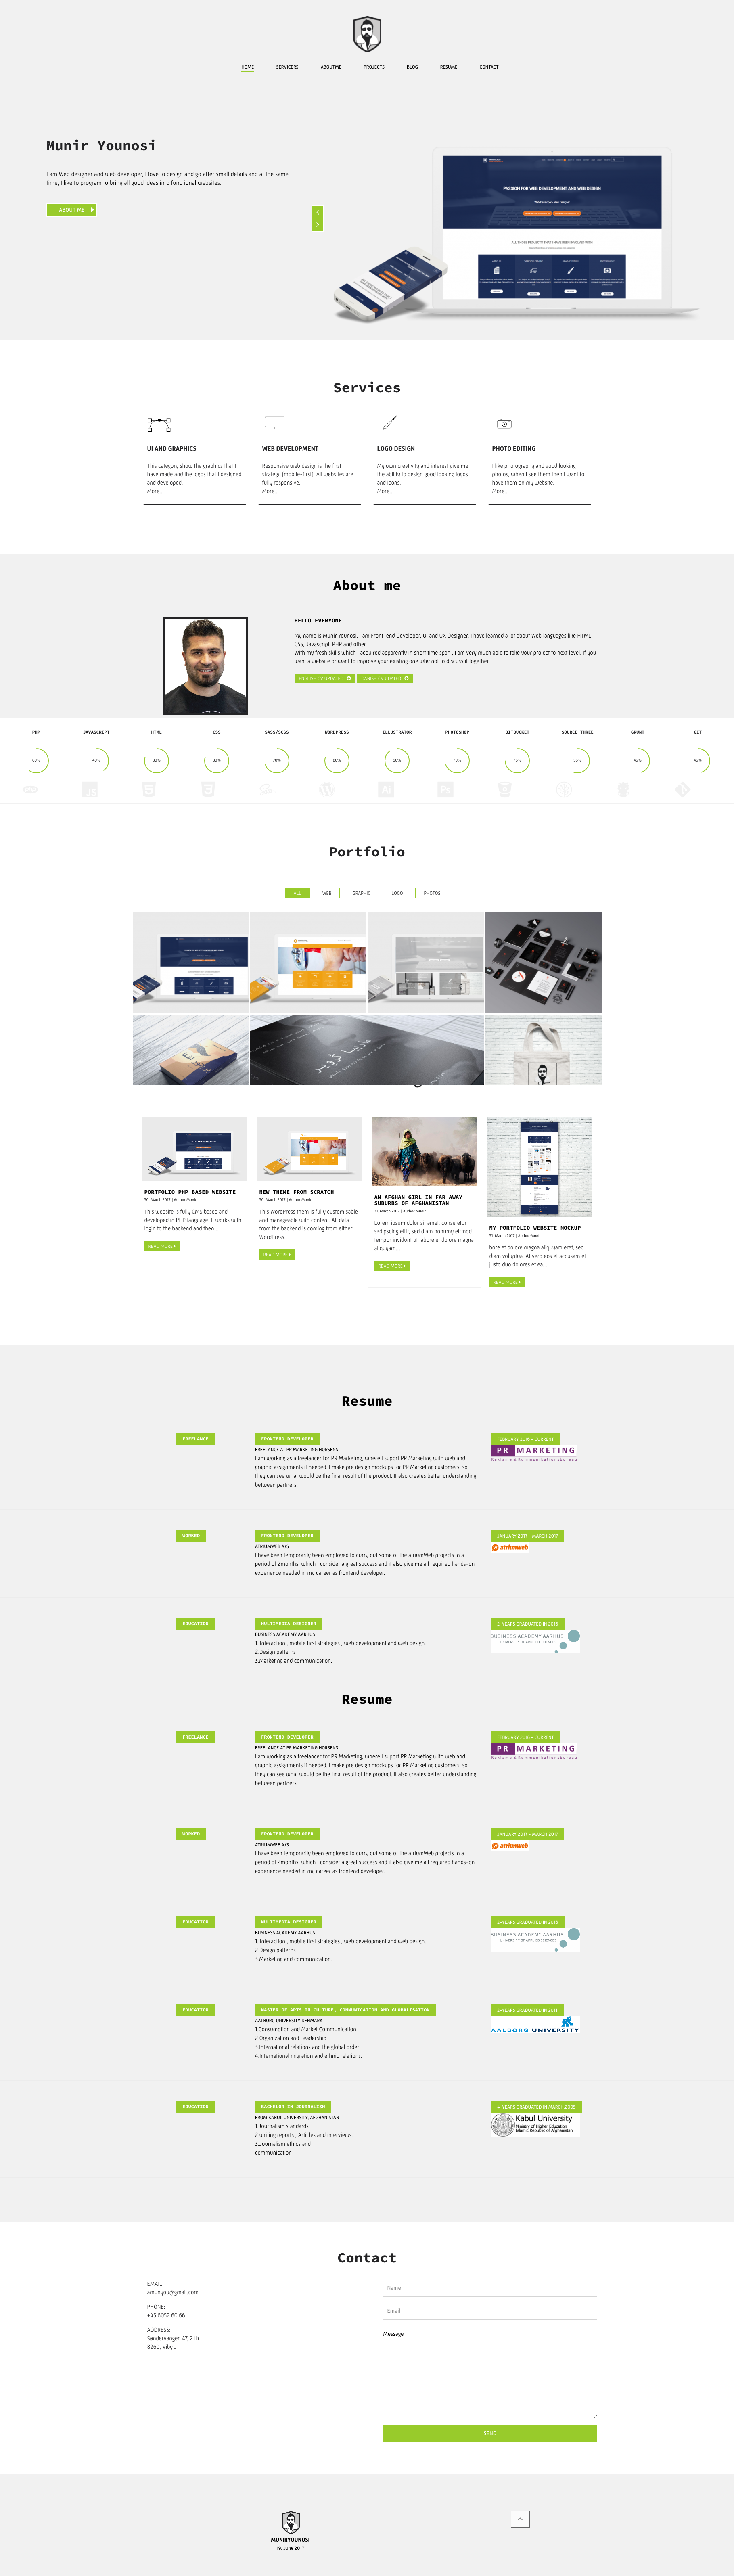 HOME SERVICERS ABOUTME PROJECTS BLOG RESUME CONTACT
Munir Younosi
I am Web designer and web developer, I love to design and go after small details and at the same
time, I like to program to bring all good ideas into functional websites.
ABOUT ME
PASSION FOR WEB DEVELOPMENT AND WEB DESIGN
Services
UI AND GRAPHICS
This category show the graphics that I
have made and the logos that I designed
and developed.
More..
WEB DEVELOPMENT
Responsive web design is the first
strategy (mobile-first). All websites are
fully responsive.
More..
LOGO DESIGN
My own creativity and interest give me
the ability to design good looking logos
and icons.
More..
PHOTO EDITING
I like photography and good looking
photos, when I see them then I want to
have them on my website.
More..
About me
HELLO EVERYONE
My name is Munir Younosi, I am Front-end Developer, UI and UX Designer. I have learned a lot about Web languages like HTML,
CSS, Javascript, PHP and other.
With my fresh skills which I acquired apparently in short time span , I am very much able to take your project to next level. If you
want a website or want to improve your existing one why not to discuss it together.
PHP JAVASCRIPT HTML CSS SASS/SCSS WORDPRESS ILLUSTRATOR PHOTOSHOP BITBUCKET SOURCE THREE GRUNT GIT
60% 40% 80% 80% 70% 80% 90% 70% 75% 55% 45% 45%
Portfolio
ALL WEB GRAPHIC LOGO PHOTOS
PORTFOLIO PHP BASED WEBSITE
30. March 2017 | Author:Munir
This website is fully CMS based and
developed in PHP language. It works with
login to the backend and then...
READ MORE
NEW THEME FROM SCRATCH
30. March 2017 | Author:Munir
This WordPress them is fully customisable
and manageable with content. All data
from the backend is coming from either
WordPress...
READ MORE
AN AFGHAN GIRL IN FAR AWAY
SUBURBS OF AFGHANISTAN
31. March 2017 | Author:Munir
Lorem ipsum dolor sit amet, consetetur
sadipscing elitr, sed diam nonumy eirmod
tempor invidunt ut labore et dolore magna
aliquyam...
READ MORE
MY PORTFOLIO WEBSITE MOCKUP
31. March 2017 | Author:Munir
bore et dolore magna aliquyam erat, sed
diam voluptua. At vero eos et accusam et
justo duo dolores et ea...
READ MORE
Resume
FREELANCE
FRONTEND DEVELOPER
FREELANCE AT PR MARKETING HORSENS
I am working as a freelancer for PR Marketing, where I suport PR Marketing with web and
graphic assignments if needed. I make pre design mockups for PR Marketing customers, so
they can see what would be the final result of the product. It also creates better understanding
between partners.
FEBRUARY 2016 - CURRENT
PR MARKETING
Reklame & Kommunikationsbureau
WORKED
FRONTEND DEVELOPER
ATRIUMWEB A/S
I have been temporarily been employed to curry out some of the atriumWeb projects in a
period of 2months, which I consider a great success and it also give me all required hands-on
experience needed in my career as frontend developer.
JANUARY 2017 - MARCH 2017
atriumweb
EDUCATION
MULTIMEDIA DESIGNER
BUSINESS ACADEMY AARHUS
1. Interaction , mobile first strategies , web development and web design.
2.Design patterns
3.Marketing and communication.
2-YEARS GRADUATED IN 2016
BUSINESS ACADEMY AARHUS
UNIVERSITY OF APPLIED SCIENCES
Resume
FREELANCE
FRONTEND DEVELOPER
FREELANCE AT PR MARKETING HORSENS
I am working as a freelancer for PR Marketing, where I suport PR Marketing with web and
graphic assignments if needed. I make pre design mockups for PR Marketing customers, so
they can see what would be the final result of the product. It also creates better understanding
between partners.
FEBRUARY 2016 - CURRENT
PR MARKETING
Reklame & Kommunikationsbureau
WORKED
FRONTEND DEVELOPER
ATRIUMWEB A/S
I have been temporarily been employed to curry out some of the atriumWeb projects in a
period of 2months, which I consider a great success and it also give me all required hands-on
experience needed in my career as frontend developer.
JANUARY 2017 - MARCH 2017
atriumweb
EDUCATION
MULTIMEDIA DESIGNER
BUSINESS ACADEMY AARHUS
1. Interaction , mobile first strategies , web development and web design.
2.Design patterns
3.Marketing and communication.
2-YEARS GRADUATED IN 2016
BUSINESS ACADEMY AARHUS
UNIVERSITY OF APPLIED SCIENCES
EDUCATION
MASTER OF ARTS IN CULTURE, COMMUNICATION AND GLOBALISATION
AALBORG UNIVERSITY DENMARK
1.Consumption and Market Communication
2.Organization and Leadership
3.International relations and the global order
4.International migration and ethnic relations.
2-YEARS GRADUATED IN 2011
AALBORG UNIVERSITY
EDUCATION
BACHELOR IN JOURNALISM
FROM KABUL UNIVERSITY, AFGHANISTAN
1.Journalism standards
2.writing reports , Articles and interviews.
3.Journalism ethics and
communication
4-YEARS GRADUATED IN MARCH 2005
Kabul University
Ministry of Higher Education
Islamic Republic of Afghanistan
Contact
EMAIL:
amunyou@gmail.com
PHONE:
+45 6052 60 66
ADDRESS:
Søndervangen 47, 2 th
8260, Viby J
Name
Email
Message
SEND
MUNIRYOUNOSI
19. June 2017